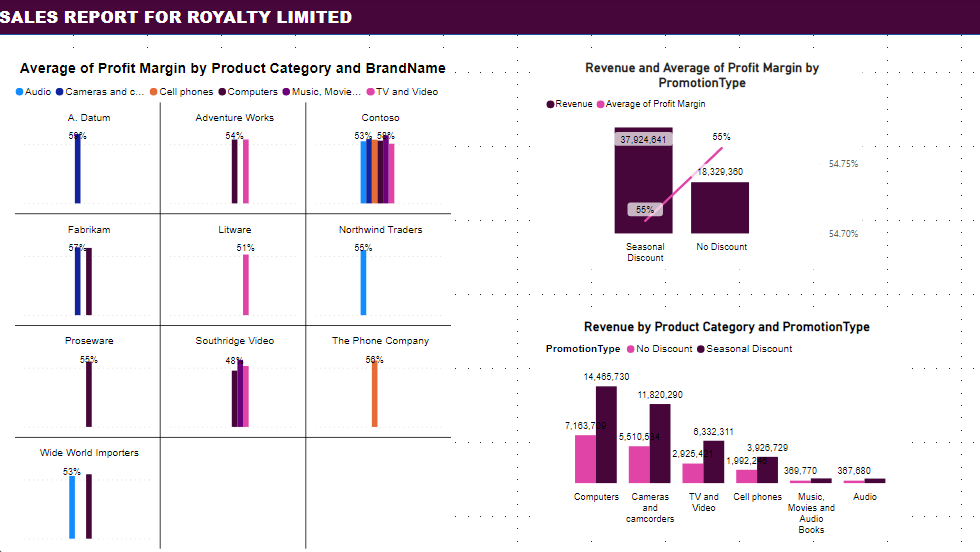 SALES REPORT FOR ROYALTY LIMITED
Average of Profit Margin by Product Category and BrandName
Audio Cameras and c... Cell phones Computers Music, Movie... TV and Video
A. Datum Adventure Works Contoso
54% 53%
Fabrikam Litware Northwind Traders
57% 51% 55%
Proseware Southridge Video The Phone Company
55% 48% 56%
Wide World Importers
53%
Revenue and Average of Profit Margin by
PromotionType
Revenue Average of Profit Margin
37,924,641
55%
18,329,360
55%
54.75%
54.70%
Seasonal
Discount
No Discount
Revenue by Product Category and PromotionType
PromotionType No Discount Seasonal Discount
14,465,730
11,820,290
6,332,311
3,926,729
369,770
367,680
Computers
Cameras
and
camcorders
TV and
Video
Cell phones
Music,
Movies and
Audio
Books
Audio